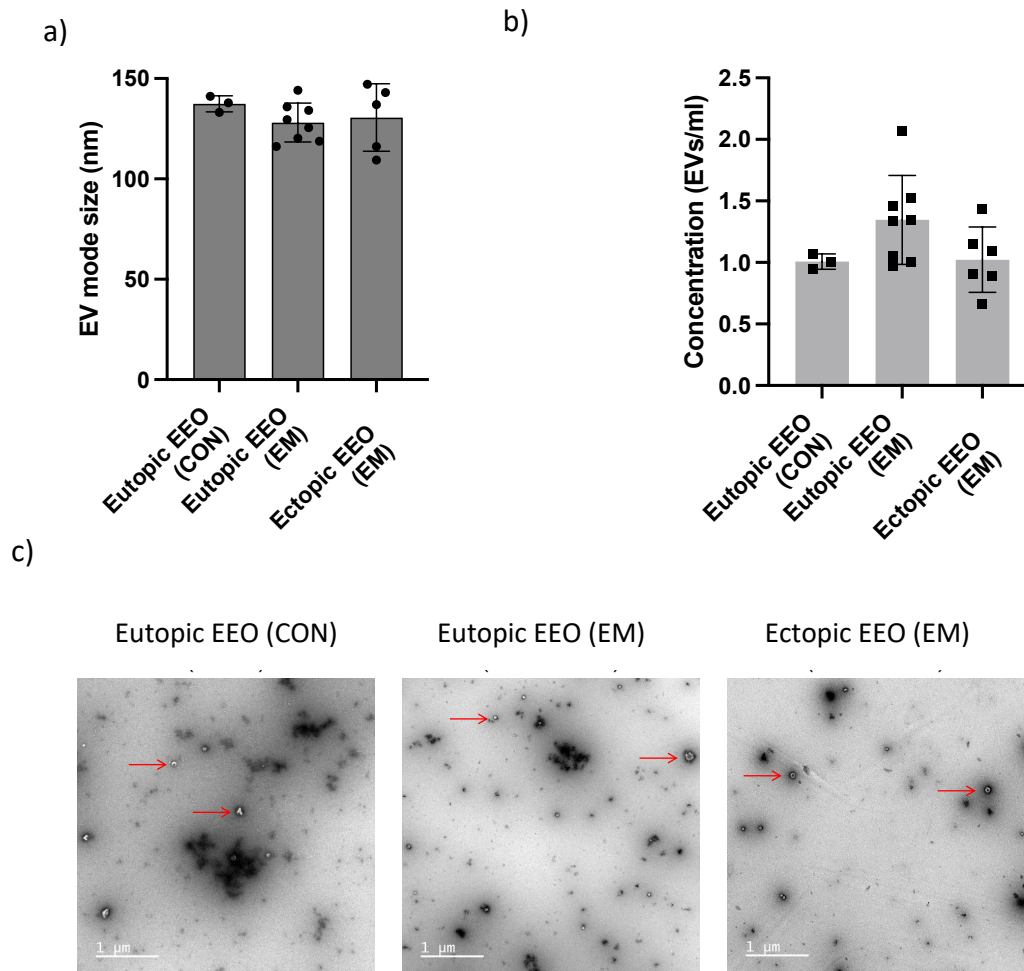 a)
b)
EV mode size (nm)
150
100
50
0
Eutopic EEO
(CON)
Eutopic EEO
(EM)
Ectopic EEO
(EM)
Concentration (EVs/ml)
2.5
2.0
1.5
1.0
0.5
0.0
Eutopic EEO
(CON)
Eutopic EEO
(EM)
Ectopic EEO
(EM)
c)
Eutopic EEO (CON)
Eutopic EEO (EM)
Ectopic EEO (EM)
1 µm
1 µm
1 µm